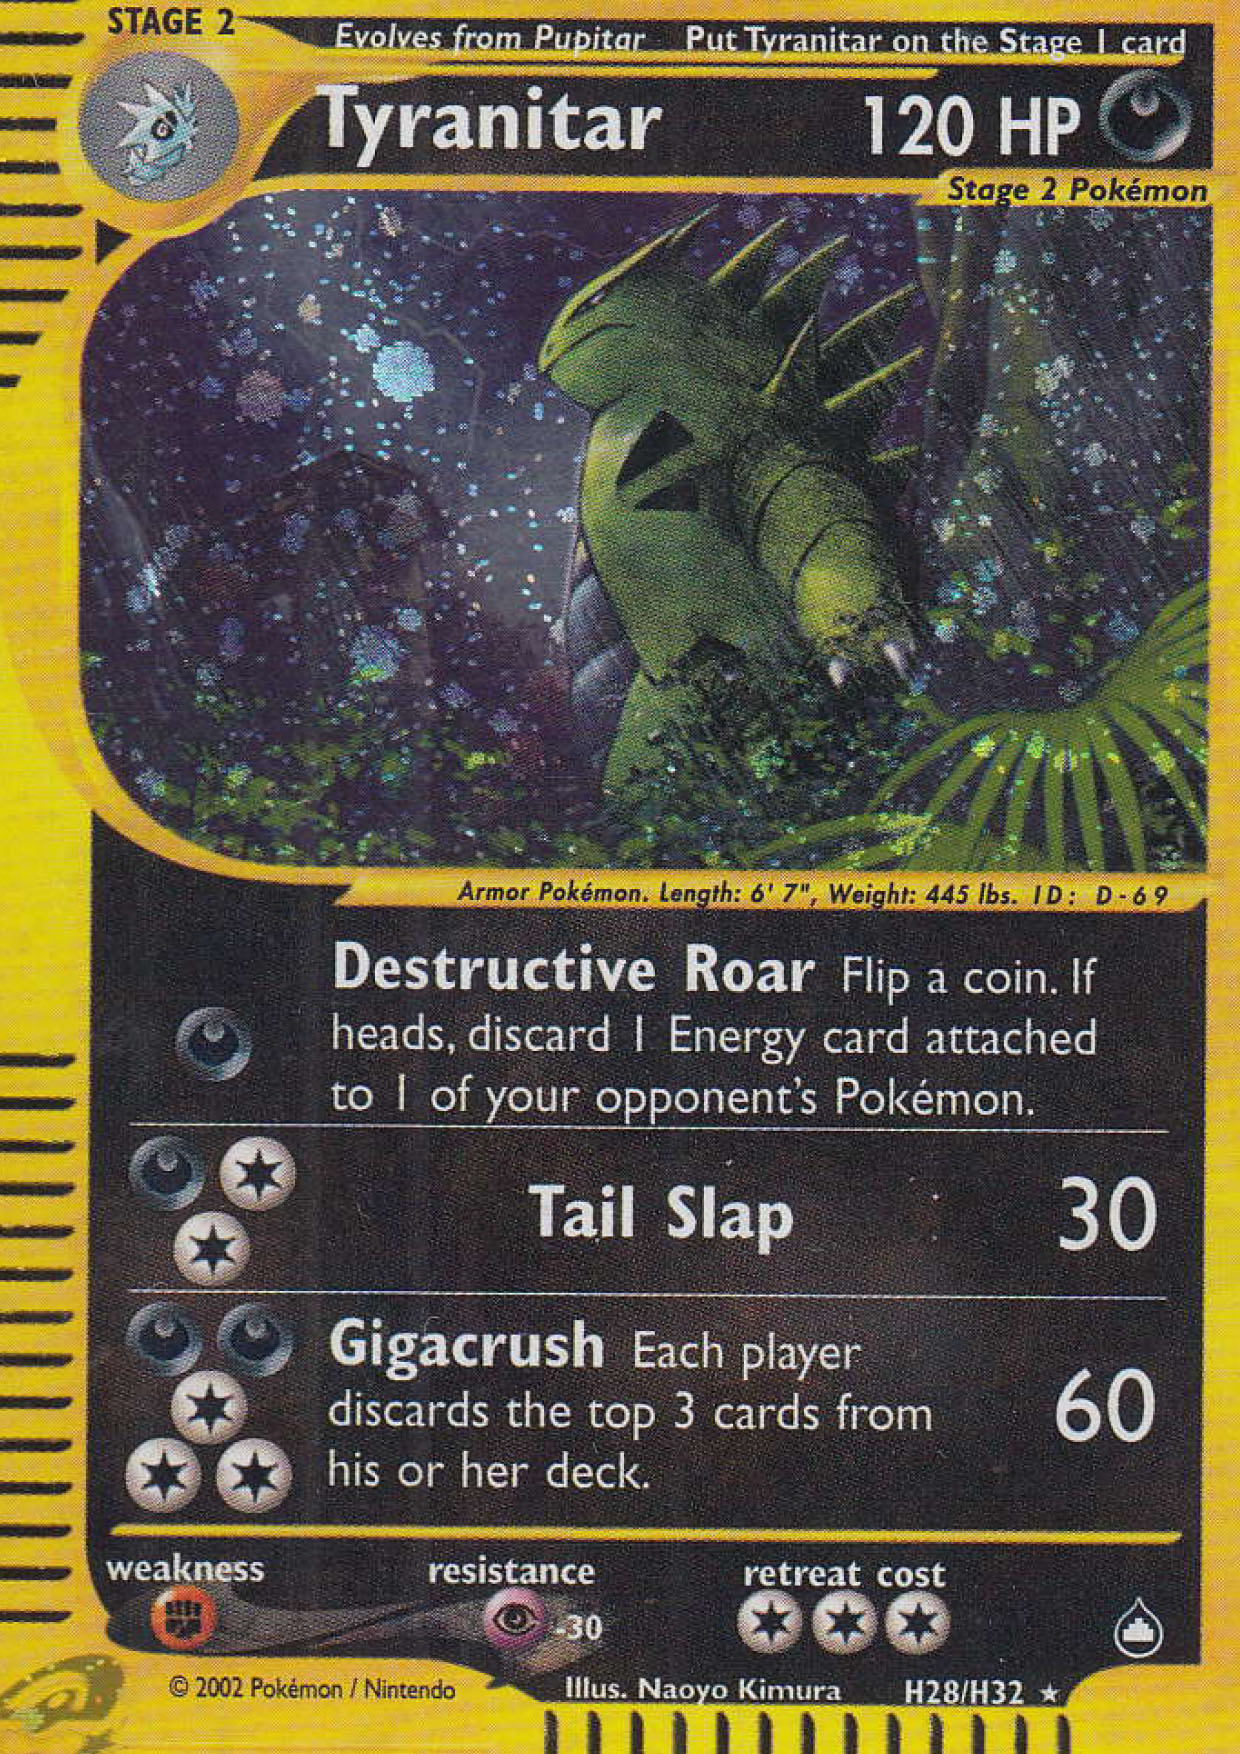 STAGE 2
Evolves from Pupitar Put Tyranitar on the Stage 1 card
Tyranitar 120 HP
Stage 2 Pokémon
Armor Pokémon. Length: 6' 7", Weight: 445 lbs. ID: D-69
Destructive Roar Flip a coin. If
heads, discard 1 Energy card attached
to 1 of your opponent's Pokémon.
Tail Slap 30
Gigacrush Each player
discards the top 3 cards from
his or her deck.
60
weakness resistance retreat cost
-30
© 2002 Pokémon / Nintendo Illus. Naoyo Kimura H28/H32 ★